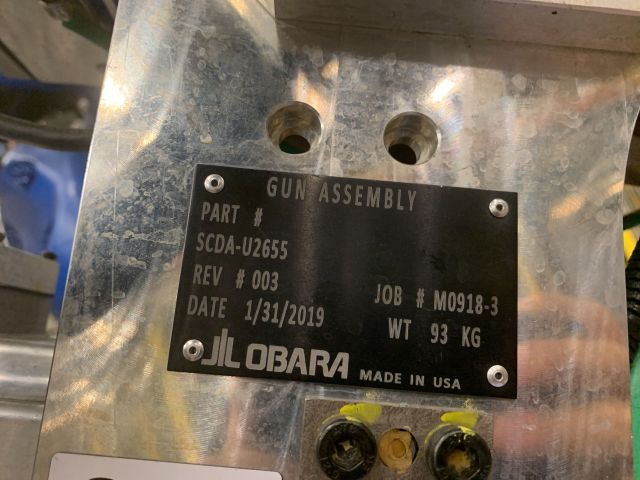 GUN ASSEMBLY
PART #
SCDA-U2655
REV # 003
JOB # M0918-3
DATE 1/31/2019
WT 93 KG
OBARA MADE IN USA